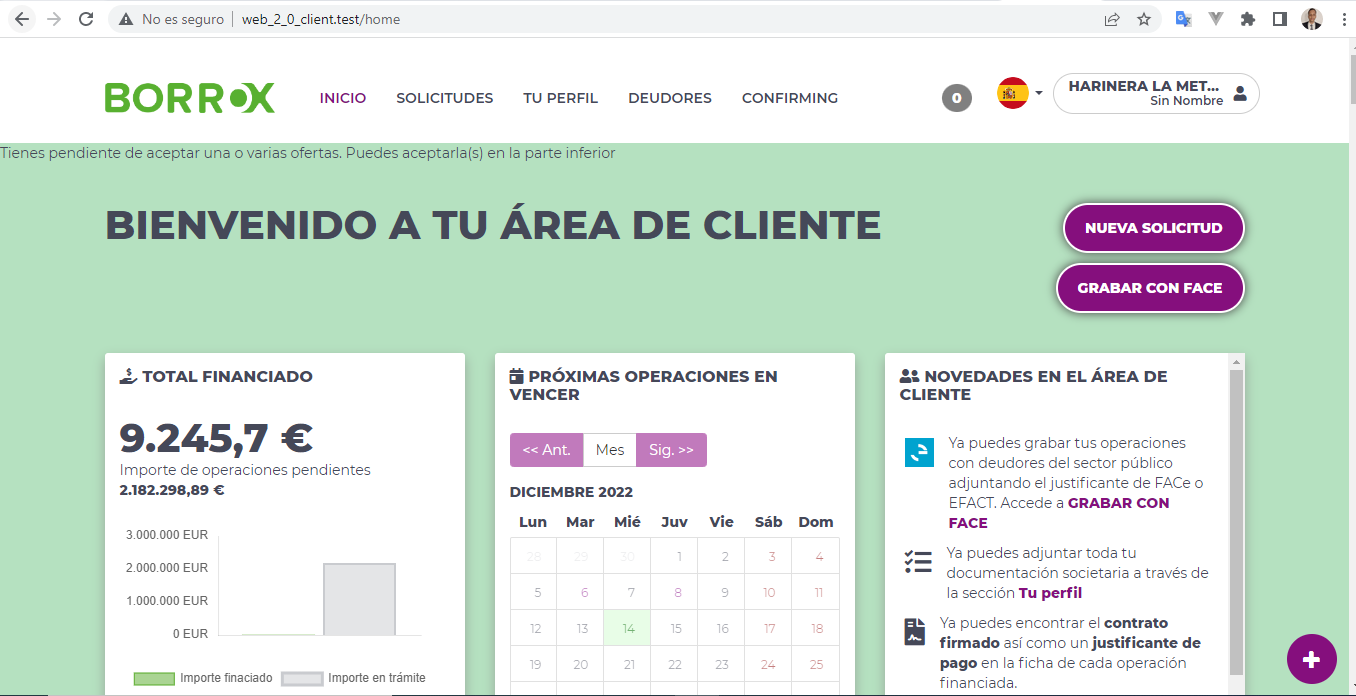 No es seguro | web_2_0_client.test/home
BORROX
INICIO SOLICITUDES TU PERFIL DEUDORES CONFIRMING
0
HARINERA LA MET...
Sin Nombre
Tienes pendiente de aceptar una o varias ofertas. Puedes aceptarla(s) en la parte inferior
BIENVENIDO A TU ÁREA DE CLIENTE
NUEVA SOLICITUD
GRABAR CON FACE
TOTAL FINANCIADO
9.245,7 €
Importe de operaciones pendientes
2.182.298,89 €
3.000.000 EUR
2.000.000 EUR
1.000.000 EUR
0 EUR
Importe finaciado Importe en trámite
PRÓXIMAS OPERACIONES EN
VENCER
<< Ant. Mes Sig. >>
DICIEMBRE 2022
Lun Mar Mié Juv Vie Sáb Dom
28 29 30 1 2 3 4
5 6 7 8 9 10 11
12 13 14 15 16 17 18
19 20 21 22 23 24 25
NOVEDADES EN EL ÁREA DE
CLIENTE
Ya puedes grabar tus operaciones
con deudores del sector público
adjuntando el justificante de FACe o
EFACT. Accede a GRABAR CON
FACE
Ya puedes adjuntar toda tu
documentación societaria a través de
la sección Tu perfil
Ya puedes encontrar el contrato
firmado así como un justificante de
pago en la ficha de cada operación
financiada.
+